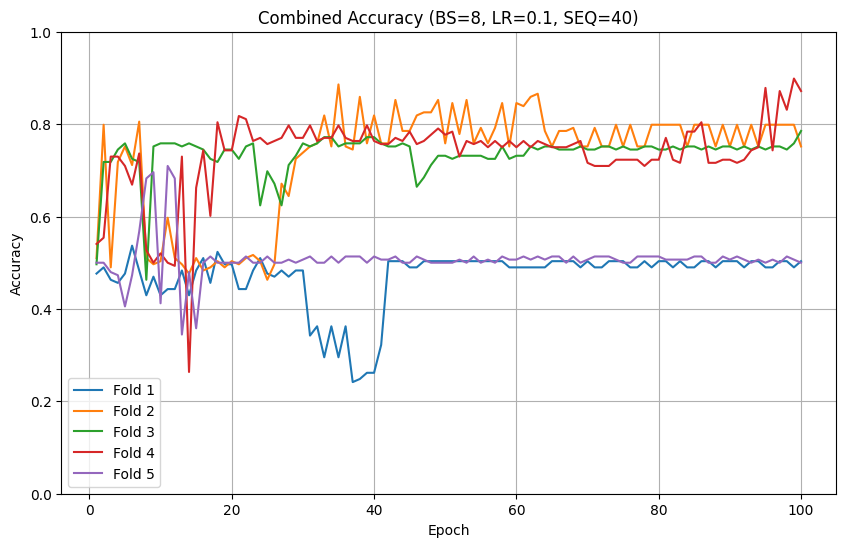 Combined Accuracy (BS=8, LR=0.1, SEQ=40)
1.0
0.8
0.6
0.4
0.2
0.0
Accuracy
Fold 1
Fold 2
Fold 3
Fold 4
Fold 5
0 20 40 60 80 100
Epoch